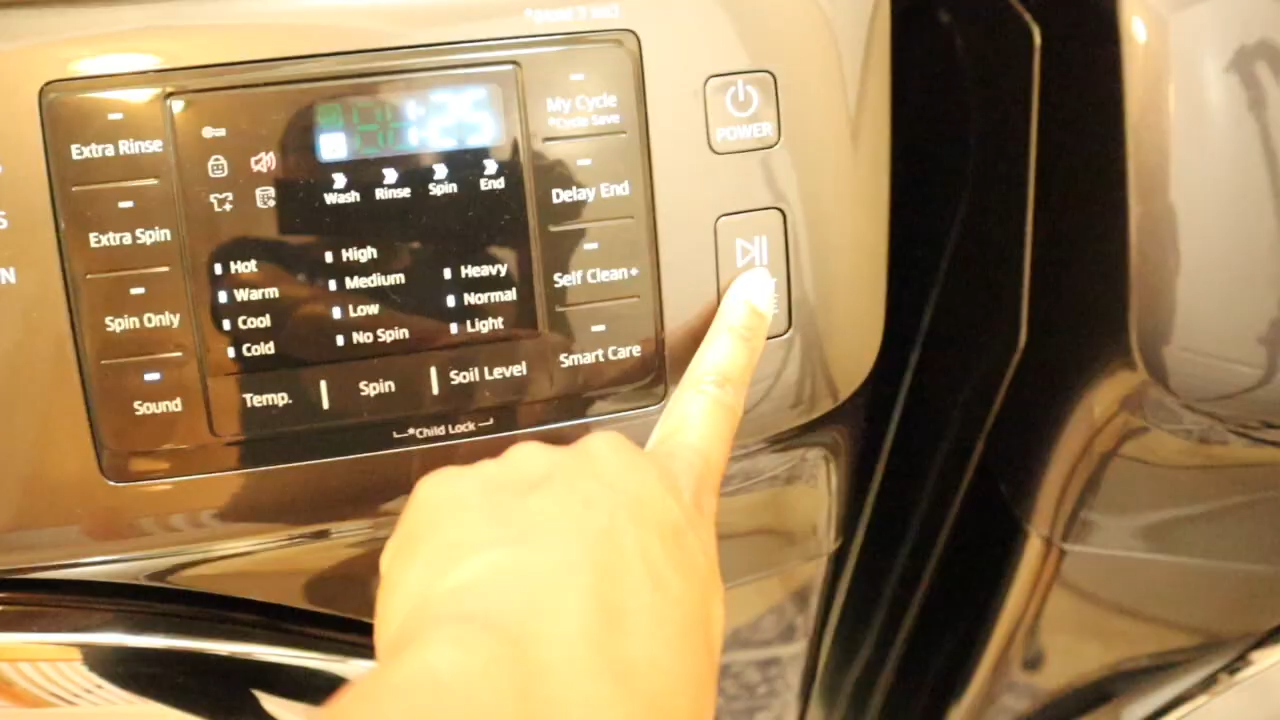 Extra Rinse
Extra Spin
Spin Only
Sound
Wash Rinse Spin End
Hot
Warm
Cool
Cold
High
Medium
Low
No Spin
Heavy
Normal
Light
Temp. Spin Soil Level
*Child Lock
My Cycle
*Cycle Save
Delay End
Self Clean+
Smart Care
POWER
S
N